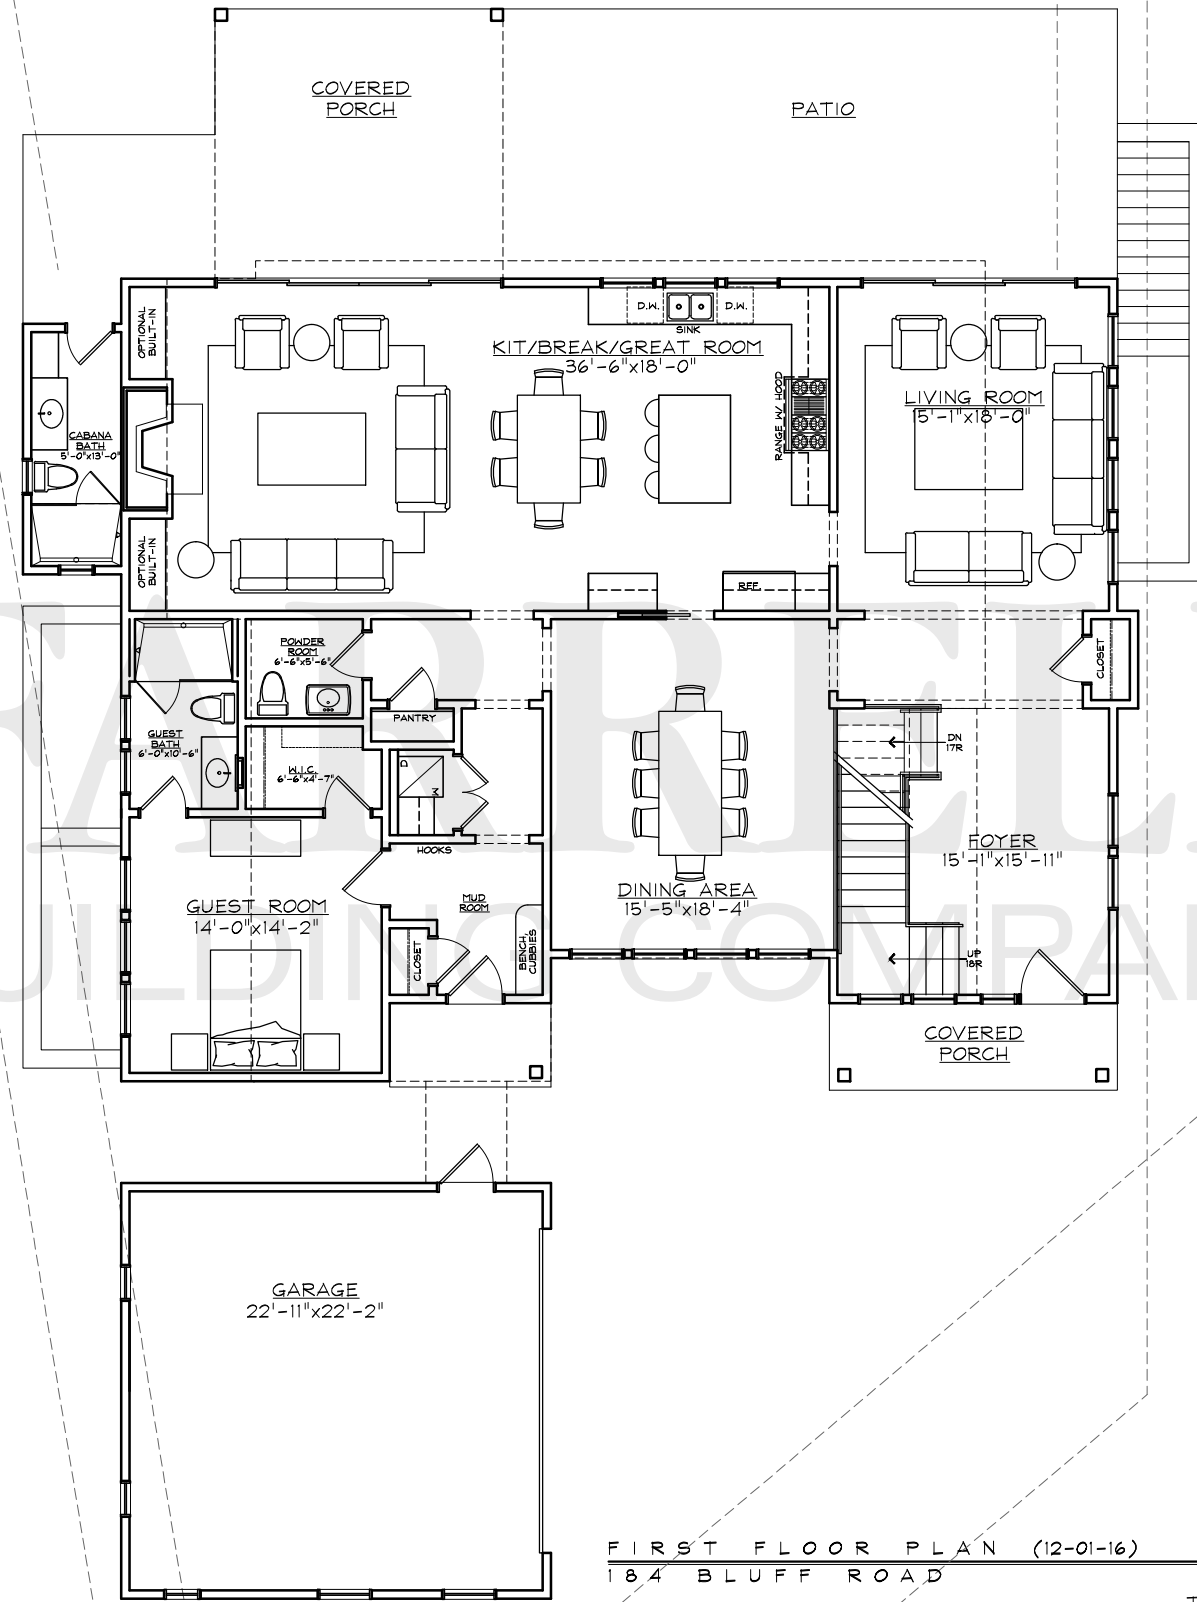 COVERED
PORCH
PATIO
OPTIONAL
BUILT-IN
D.W.
D.W.
SINK
KIT/BREAK/GREAT ROOM
36'-6"x18'-0"
RANGE W/ HOOD
LIVING ROOM
15'-1"x18'-0"
CABANA
BATH
5'-0"x13'-0"
OPTIONAL
BUILT-IN
REF.
POWDER
ROOM
6'-6"x5'-6"
CLOSET
PANTRY
GUEST
BATH
6'-0"x10'-6"
W.I.C.
6'-6"x4'-7"
D
W
DN
17R
HOOKS
FOYER
15'-1"x15'-11"
MUD
ROOM
DINING AREA
15'-5"x18'-4"
GUEST ROOM
14'-0"x14'-2"
CLOSET
BENCH,
CUBBIES
UP
18R
COVERED
PORCH
GARAGE
22'-11"x22'-2"
FIRST FLOOR PLAN (12-01-16)
184 BLUFF ROAD
FARRELL
BUILDING COMPAN